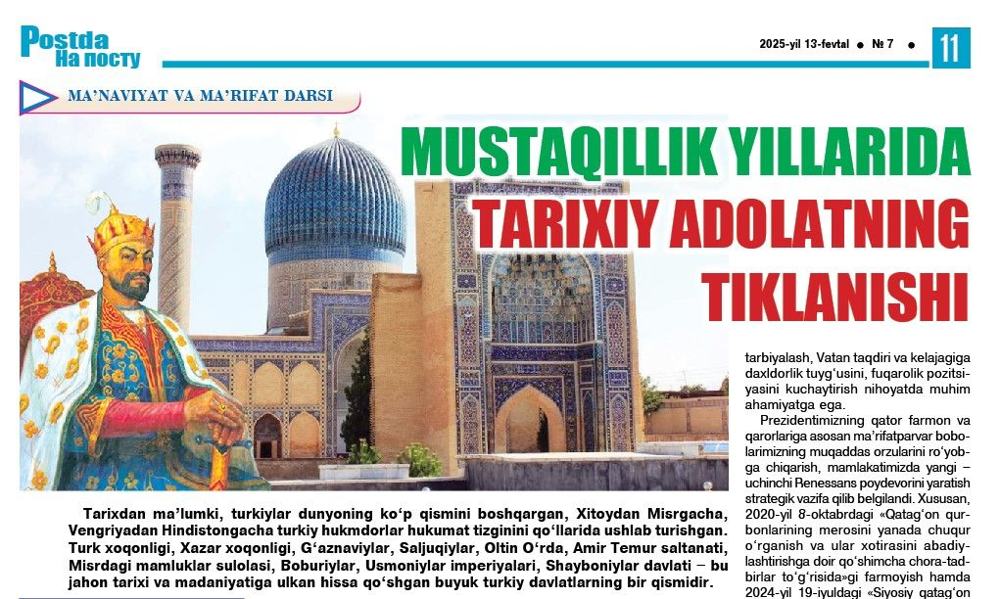 Postda
На посту
2025-yil 13-fevtal ● № 7 ● 11
MA’NAVIYAT VA MA’RIFAT DARSI
MUSTAQILLIK YILLARIDA
TARIXIY ADOLATNING
TIKLANISHI
Tarixdan ma’lumki, turkiylar dunyoning ko‘p qismini boshqargan, Xitoydan Misrgacha,
Vengriyadan Hindistongacha turkiy hukmdorlar hukumat tizginini qo‘llarida ushlab turishgan.
Turk xoqonligi, Xazar xoqonligi, G‘aznaviylar, Saljuqiylar, Oltin O‘rda, Amir Temur saltanati,
Misrdagi mamluklar sulolasi, Boburiylar, Usmoniylar imperiyalari, Shayboniylar davlati – bu
jahon tarixi va madaniyatiga ulkan hissa qo‘shgan buyuk turkiy davlatlarning bir qismidir.
tarbiyalash, Vatan taqdiri va kelajagiga
daxldorlik tuyg‘usini, fuqarolik pozitsi-
yasini kuchaytirish nihoyatda muhim
ahamiyatga ega.
Prezidentimizning qator farmon va
qarorlariga asosan ma’rifatparvar bobo-
larimizning muqaddas orzularini ro‘yob-
ga chiqarish, mamlakatimizda yangi –
uchinchi Renessans poydevorini yaratish
strategik vazifa qilib belgilandi. Xususan,
2020-yil 8-oktabrdagi «Qatag‘on qur-
bonlarining merosini yanada chuqur
o‘rganish va ular xotirasini abadiy-
lashtirishga doir qo‘shimcha chora-tad-
birlar to‘g‘risida»gi farmoyish hamda
2024-yil 19-iyuldagi «Siyosiy qatag‘on